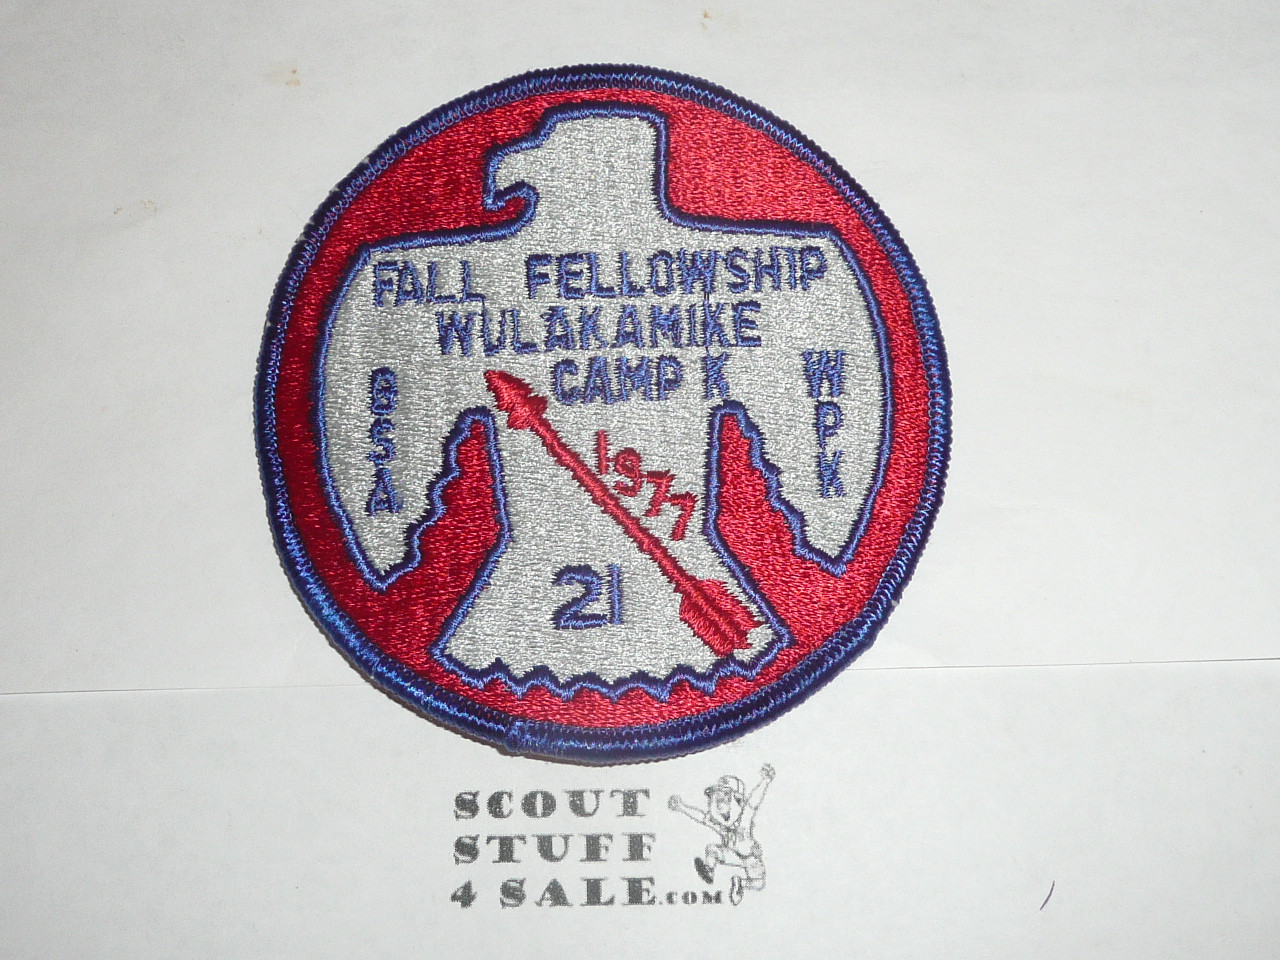 FALL FELLOWSHIP
WULAKAMIKE
CAMP K
BSA
WPK
1977
21
SCOUT
STUFF
4 SALE.COM